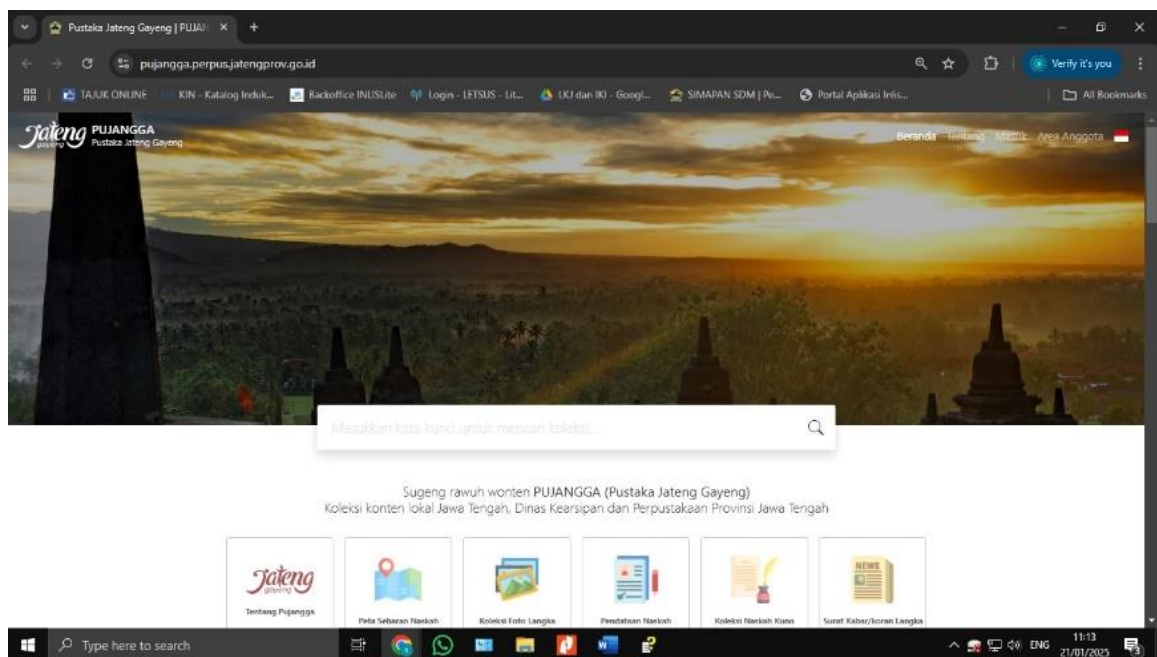 Pustaka Jateng Gayeng | PUJAN
pujangga.perpus.jatengprov.go.id
Verify it's you
TAJUK ONLINE
KIN - Katalog Induk...
Backoffice INLISLite
Login - LETSUS - Lit...
LKJ dan IKI - Googl...
SIMAPAN SDM | Pe...
Portal Aplikasi Inlis...
All Bookmarks
Jateng
gayeng
PUJANGGA
Pustaka Jateng Gayeng
Beranda Tentang Masuk Area Anggota
Masukkan kata kunci untuk mencari koleksi...
Sugeng rawuh wonten PUJANGGA (Pustaka Jateng Gayeng)
Koleksi konten lokal Jawa Tengah, Dinas Kearsipan dan Perpustakaan Provinsi Jawa Tengah
Jateng
gayeng
Tentang Pujangga
Peta Sebaran Naskah
Koleksi Foto Langka
Pendataan Naskah
Koleksi Naskah Kuno
NEWS
Surat Kabar/koran Langka
Type here to search
ENG
11:13
21/01/2025